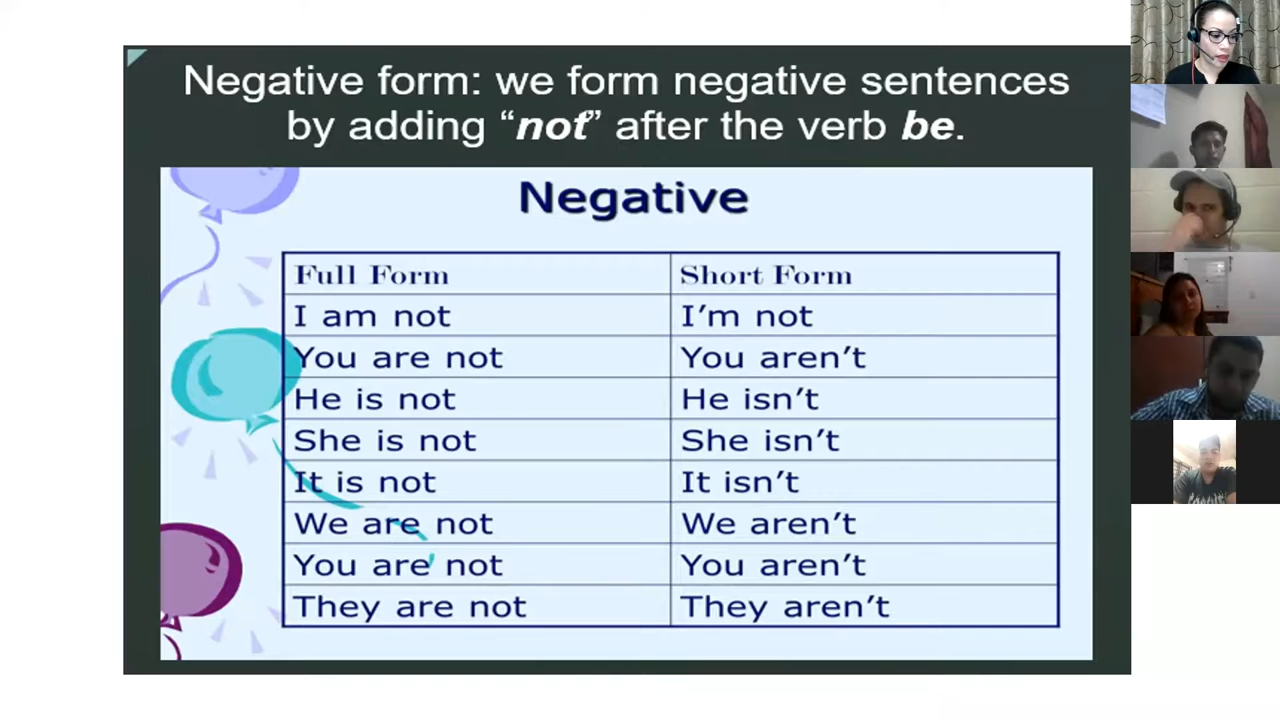 Negative form: we form negative sentences
by adding “not” after the verb be.
Negative
Full Form Short Form
I am not I’m not
You are not You aren’t
He is not He isn’t
She is not She isn’t
It is not It isn’t
We are not We aren’t
You are not You aren’t
They are not They aren’t